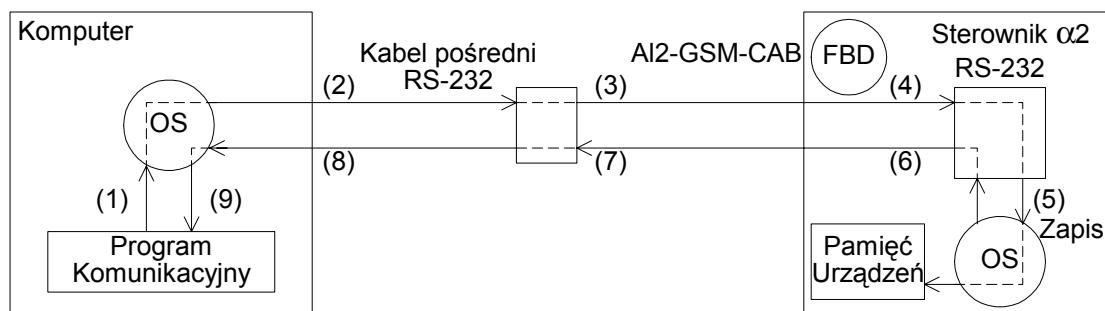 Komputer
OS
(1)
(9)
Program
Komunikacyjny
(2)
(8)
Kabel pośredni
RS-232
(3)
(7)
Al2-GSM-CAB
FBD
Sterownik α2
RS-232
(4)
(6)
(5)
Zapis
OS
Pamięć
Urządzeń